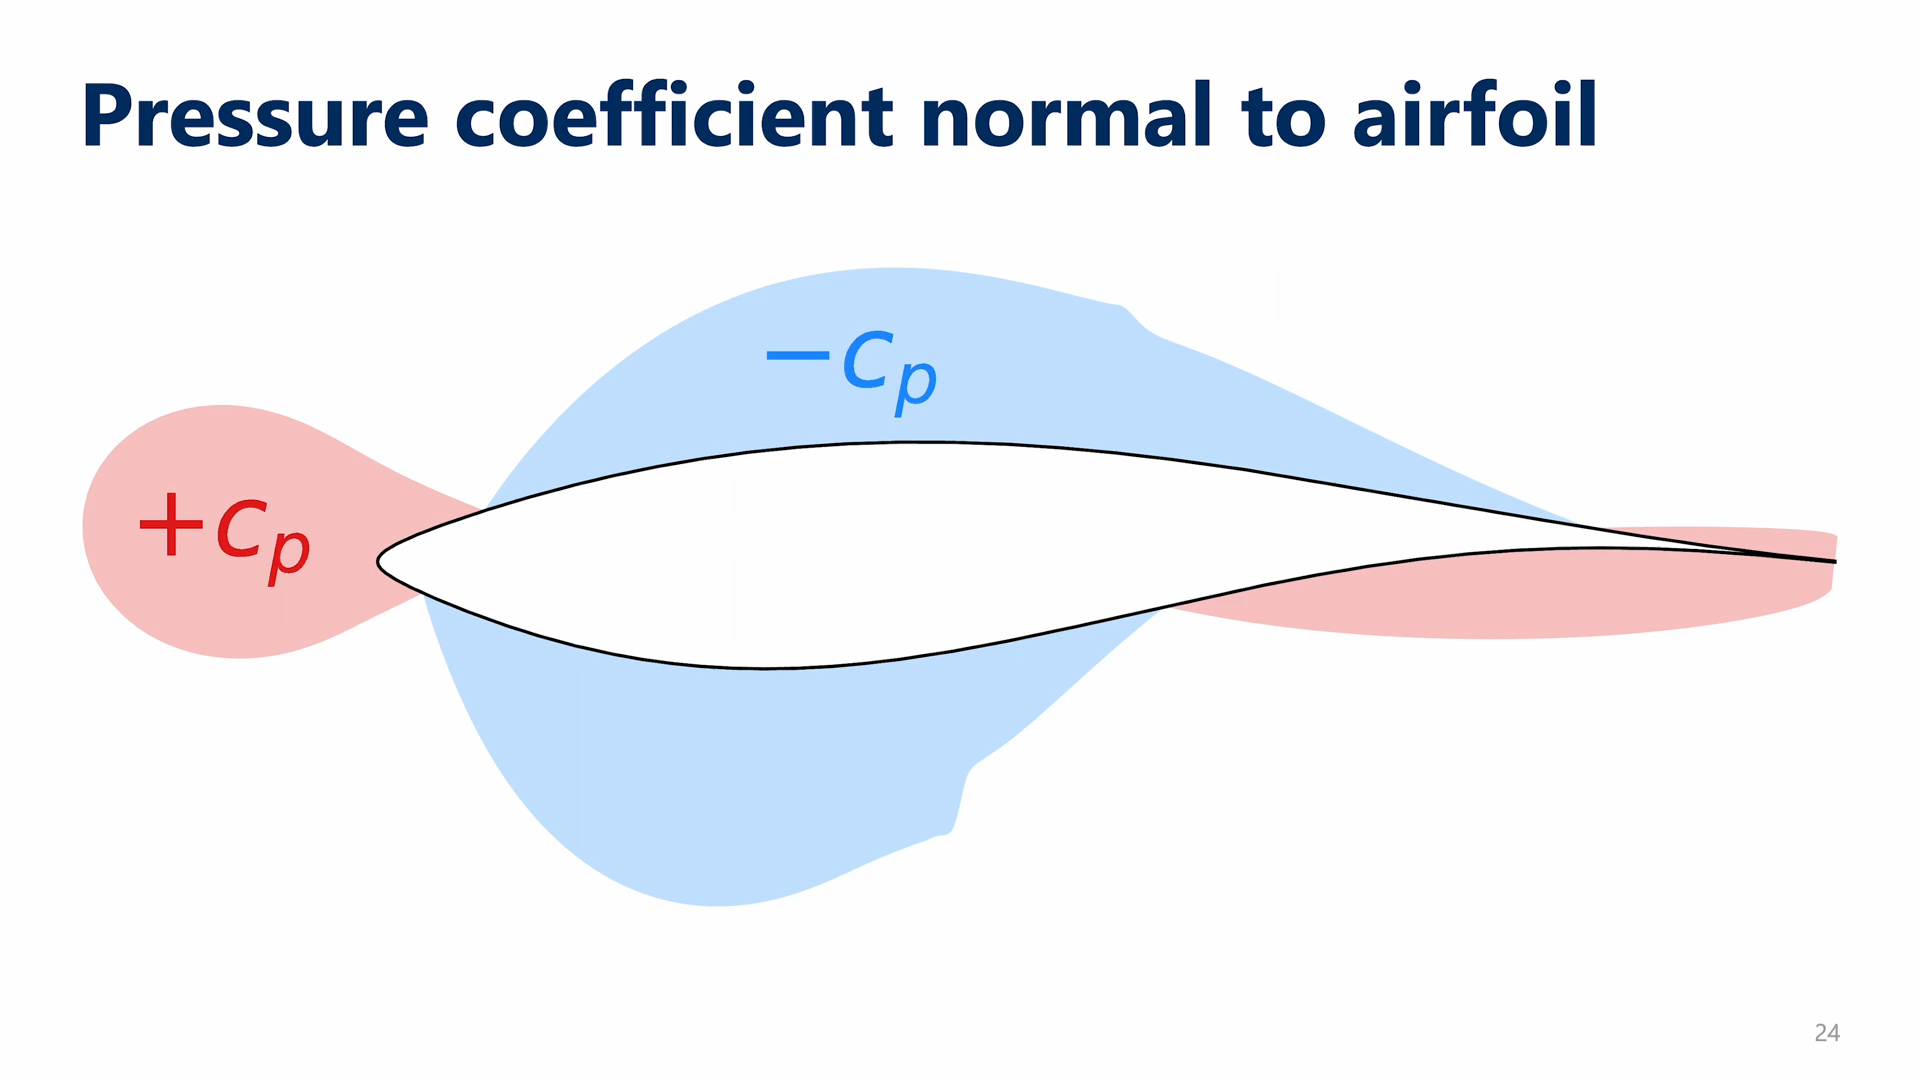 Pressure coefficient normal to airfoil
−cₚ
+cₚ
24